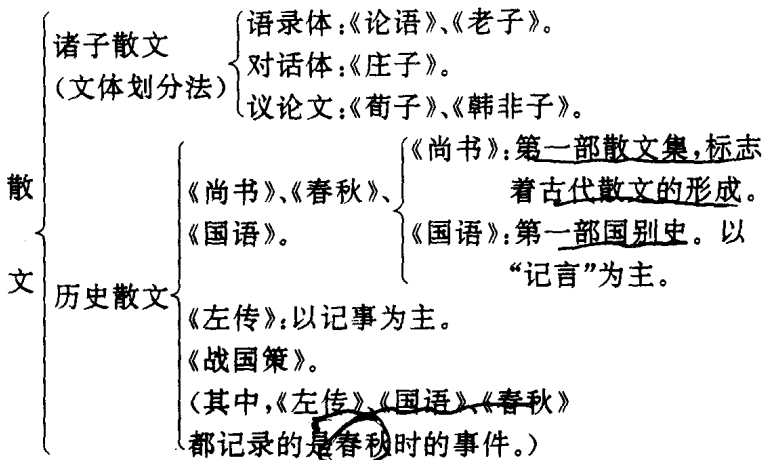 散文
诸子散文
（文体划分法）
语录体：《论语》、《老子》。
对话体：《庄子》。
议论文：《荀子》、《韩非子》。
历史散文
《尚书》、《春秋》、
《国语》。
《尚书》：第一部散文集，标志
着古代散文的形成。
《国语》：第一部国别史。以
“记言”为主。
《左传》：以记事为主。
《战国策》。
（其中，《左传》、《国语》、《春秋》
都记录的是春秋时的事件。）